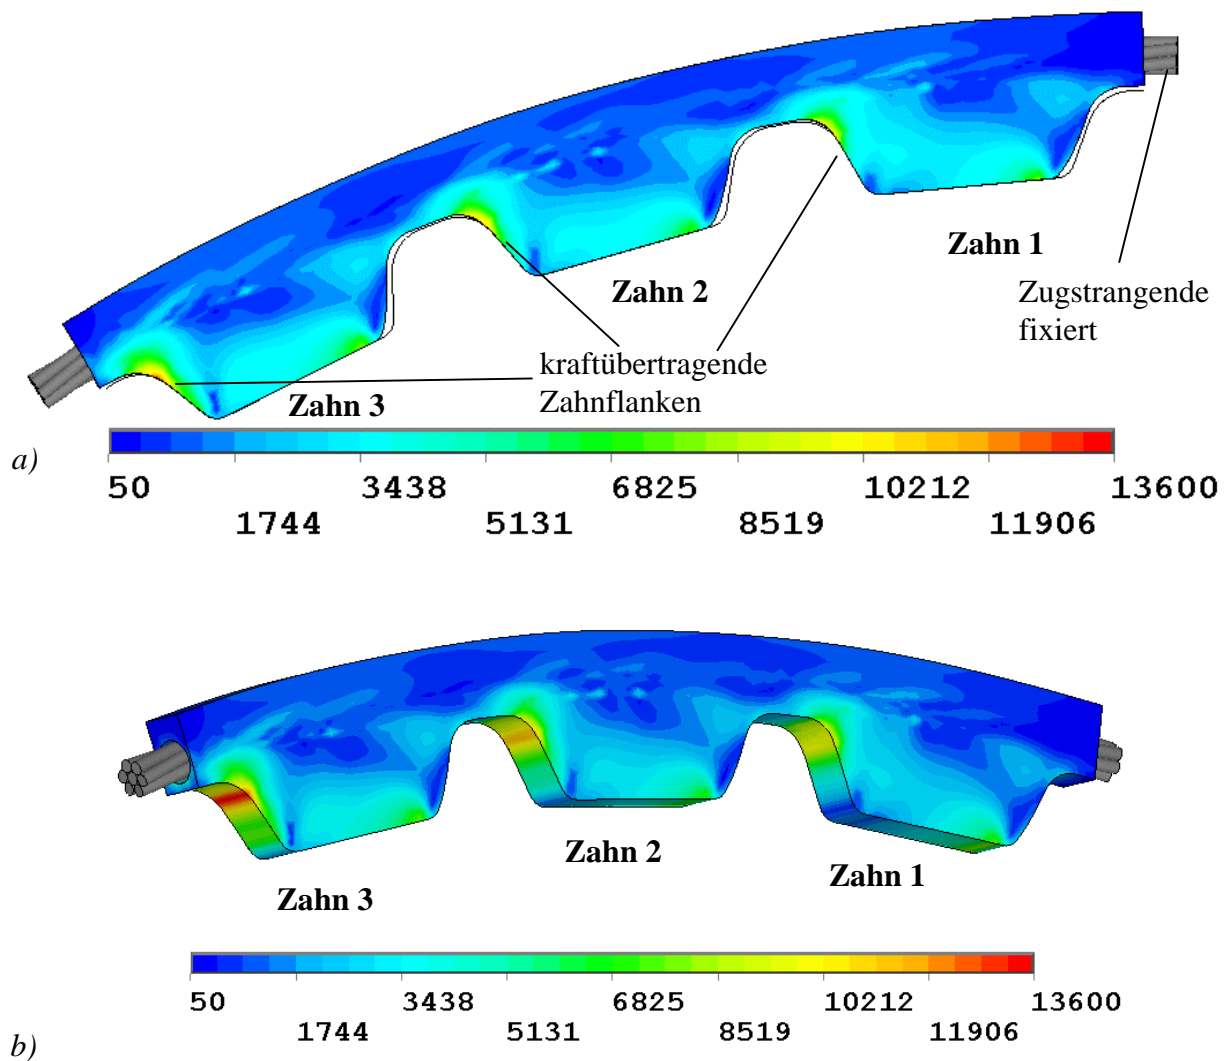 Zahn 1
Zahn 2
Zugstrangende
fixiert
kraftübertragende
Zahnflanken
Zahn 3
a)
50 3438 6825 10212 13600
1744 5131 8519 11906
Zahn 2
Zahn 1
Zahn 3
50 3438 6825 10212 13600
1744 5131 8519 11906
b)